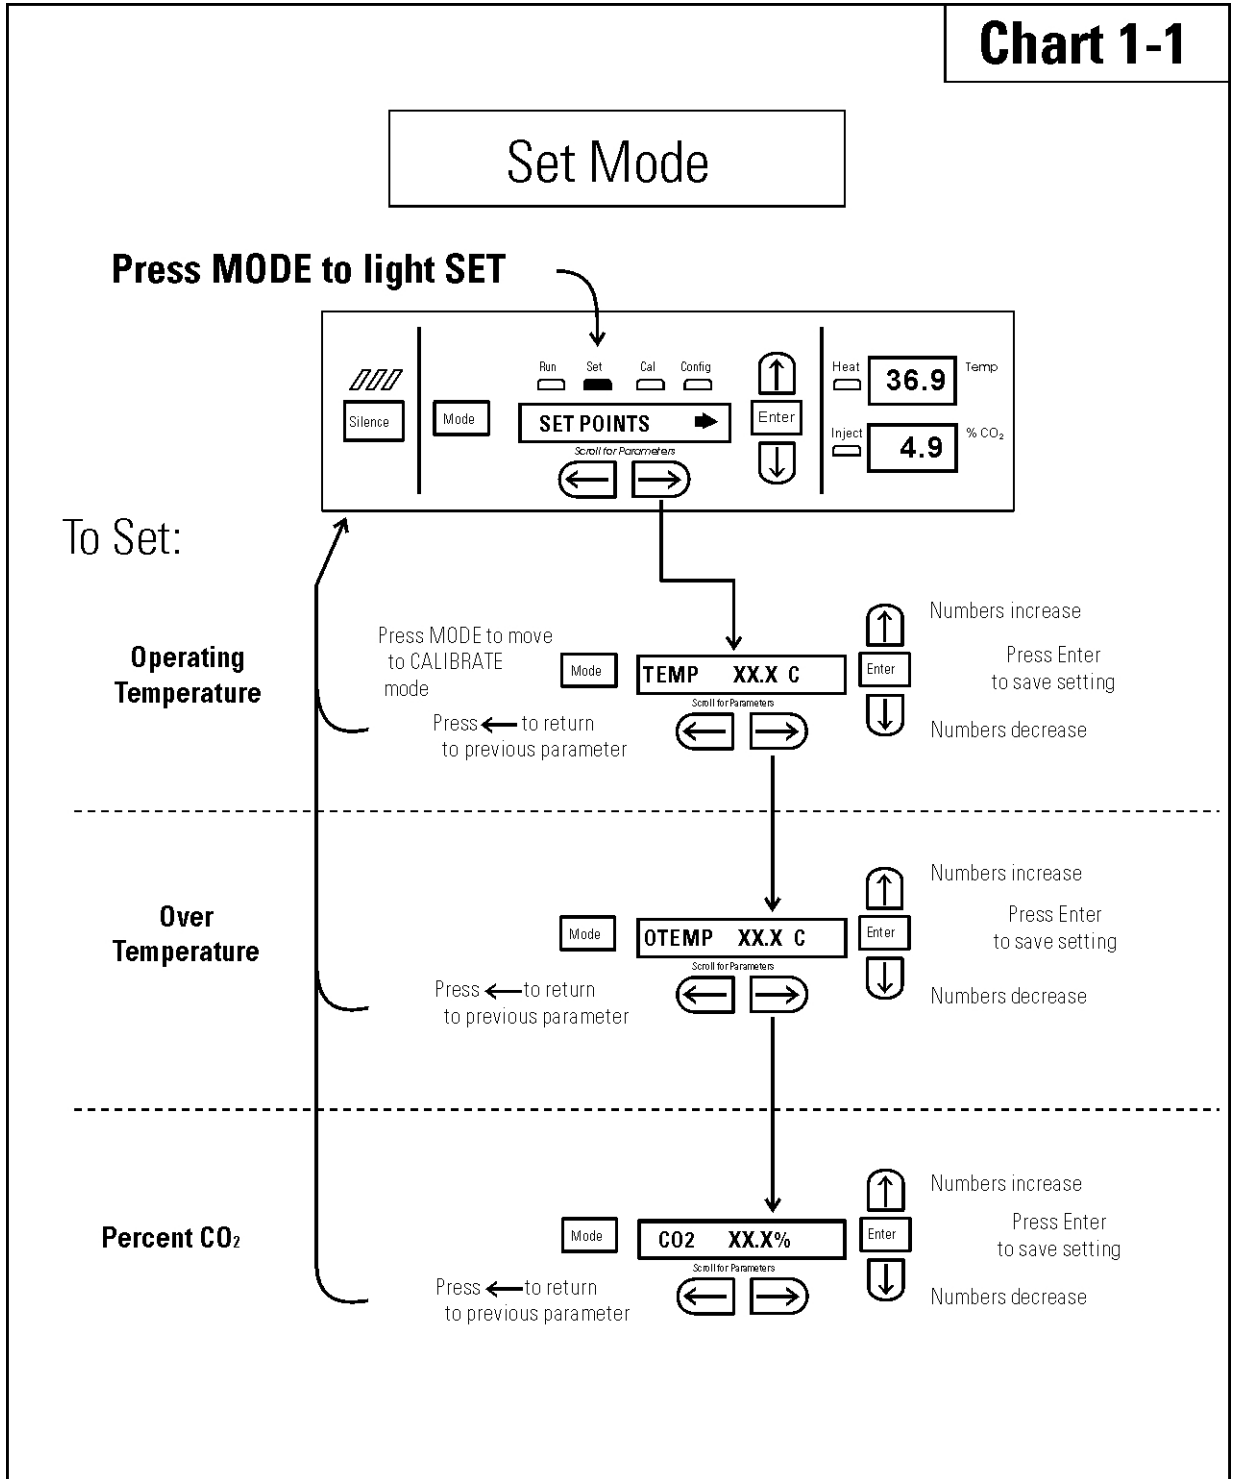 Chart 1-1
Set Mode
Press MODE to light SET
Run Set Cal Config
Heat 36.9 Temp
Silence Mode SET POINTS Enter
Inject 4.9 % CO₂
Scroll for Parameters
To Set:
Operating
Temperature
Press MODE to move
to CALIBRATE
mode
Mode
TEMP XX.X C
Scroll for Parameters
Press ← to return
to previous parameter
Numbers increase
Enter
Press Enter
to save setting
Numbers decrease
Over
Temperature
Mode
OTEMP XX.X C
Scroll for Parameters
Press ← to return
to previous parameter
Numbers increase
Enter
Press Enter
to save setting
Numbers decrease
Percent CO₂
Mode
CO2 XX.X%
Scroll for Parameters
Press ← to return
to previous parameter
Numbers increase
Enter
Press Enter
to save setting
Numbers decrease